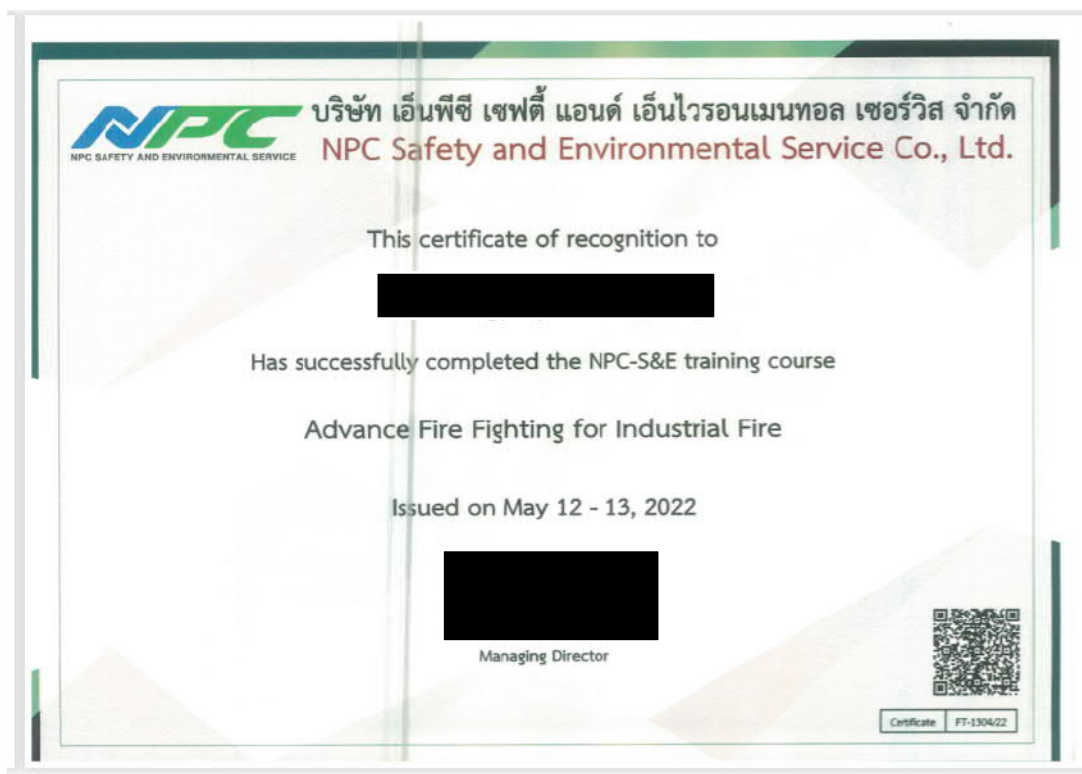 บริษัท เอ็นพีซี เซฟตี้ แอนด์ เอ็นไวรอนเมนทอล เซอร์วิส จำกัด
NPC
NPC SAFETY AND ENVIRONMENTAL SERVICE
NPC Safety and Environmental Service Co., Ltd.
This certificate of recognition to
Has successfully completed the NPC-S&E training course
Advance Fire Fighting for Industrial Fire
Issued on May 12 - 13, 2022
Managing Director
Certificate FT-1304/22